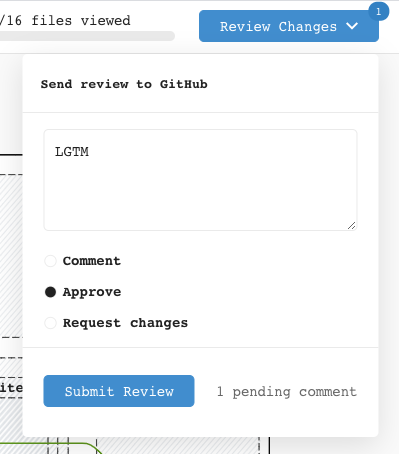 /16 files viewed
Review Changes
1
Send review to GitHub
LGTM
Comment
Approve
Request changes
ite
Submit Review
1 pending comment